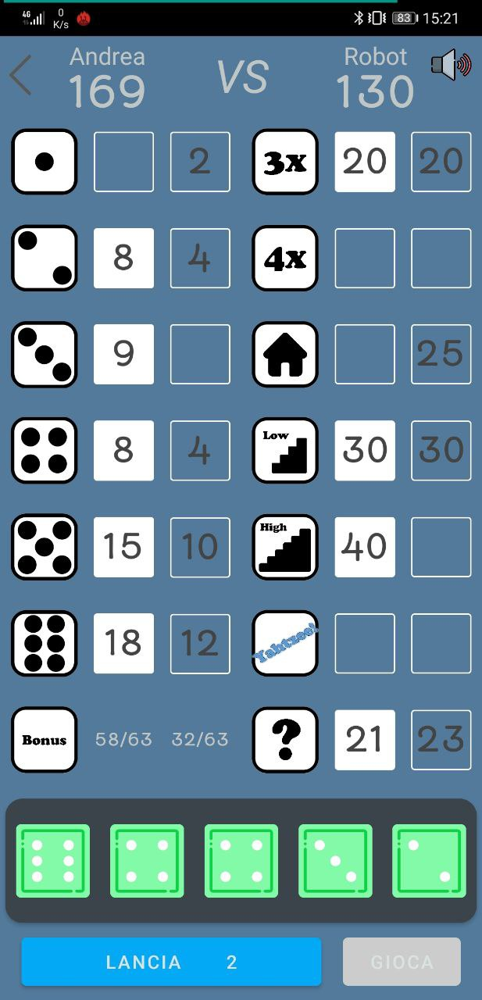 4G 0 K/s 83 15:21
Andrea VS Robot
169 130
2 3x 20 20
8 4 4x
9 25
8 4 Low 30 30
15 10 High 40
18 12 Yahtzee!
Bonus 58/63 32/63 ? 21 23
LANCIA 2 GIOCA